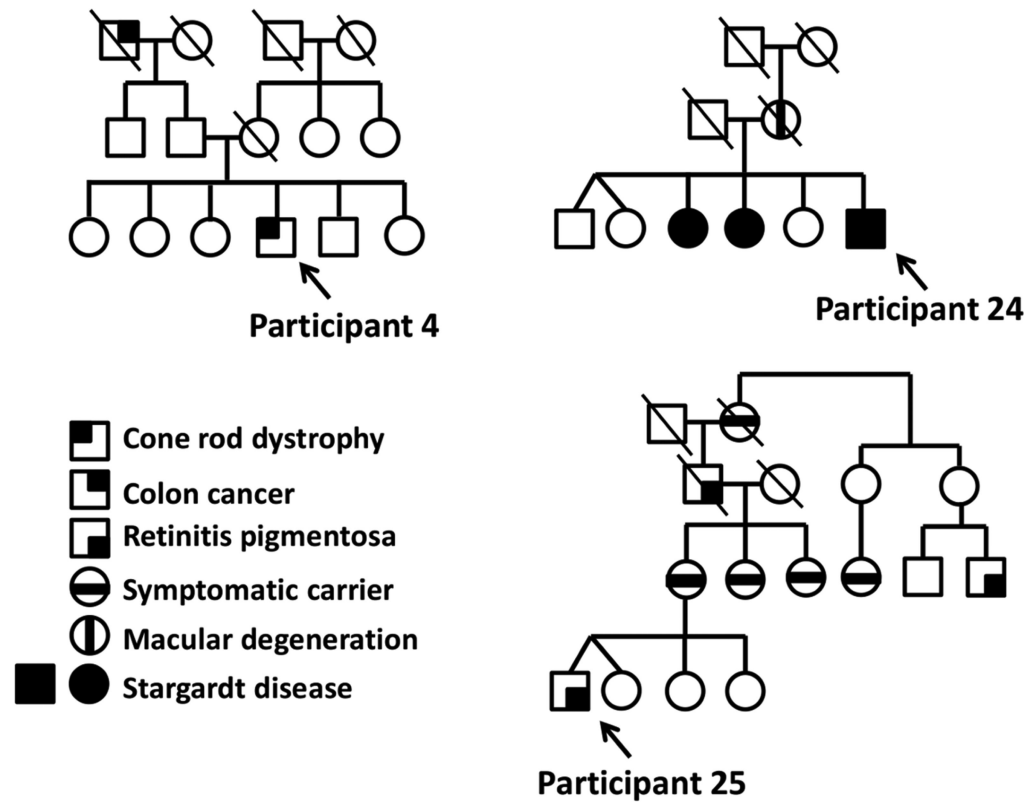 Participant 4
Participant 24
Cone rod dystrophy
Colon cancer
Retinitis pigmentosa
Symptomatic carrier
Macular degeneration
Stargardt disease
Participant 25